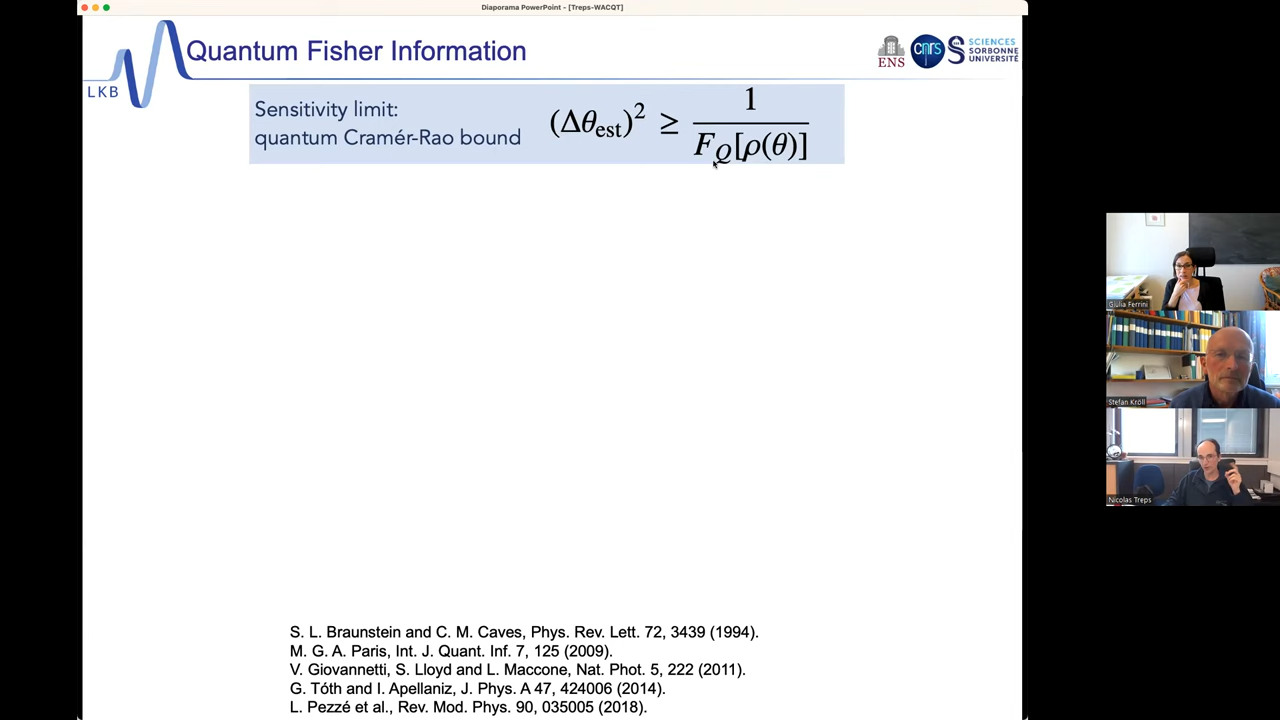 Diaporama PowerPoint - [Treps-WACQT]
Quantum Fisher Information
LKB
ENS
cnrs
SCIENCES
SORBONNE
UNIVERSITÉ
Sensitivity limit:
quantum Cramér-Rao bound
(Δθest)² ≥ 1 / F_Q[ρ(θ)]
Giulia Ferrini
Stefan Kröll
Nicolas Treps
S. L. Braunstein and C. M. Caves, Phys. Rev. Lett. 72, 3439 (1994).
M. G. A. Paris, Int. J. Quant. Inf. 7, 125 (2009).
V. Giovannetti, S. Lloyd and L. Maccone, Nat. Phot. 5, 222 (2011).
G. Tóth and I. Apellaniz, J. Phys. A 47, 424006 (2014).
L. Pezzé et al., Rev. Mod. Phys. 90, 035005 (2018).